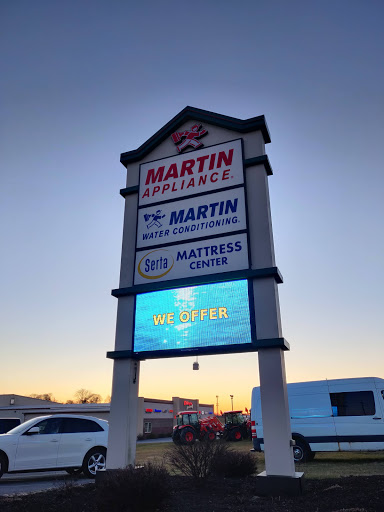 MARTIN
APPLIANCE
MARTIN
WATER CONDITIONING
Serta
MATTRESS
CENTER
WE OFFER